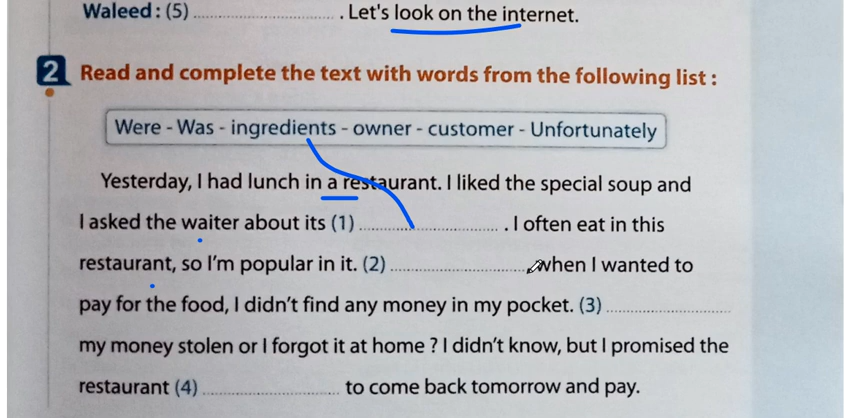 Waleed : (5) ................................ . Let's look on the internet.
2 Read and complete the text with words from the following list :
Were - Was - ingredients - owner - customer - Unfortunately
Yesterday, I had lunch in a restaurant. I liked the special soup and
I asked the waiter about its (1) ................................ . I often eat in this
restaurant, so I'm popular in it. (2) ................................ when I wanted to
pay for the food, I didn't find any money in my pocket. (3) ................................
my money stolen or I forgot it at home ? I didn't know, but I promised the
restaurant (4) ................................ to come back tomorrow and pay.